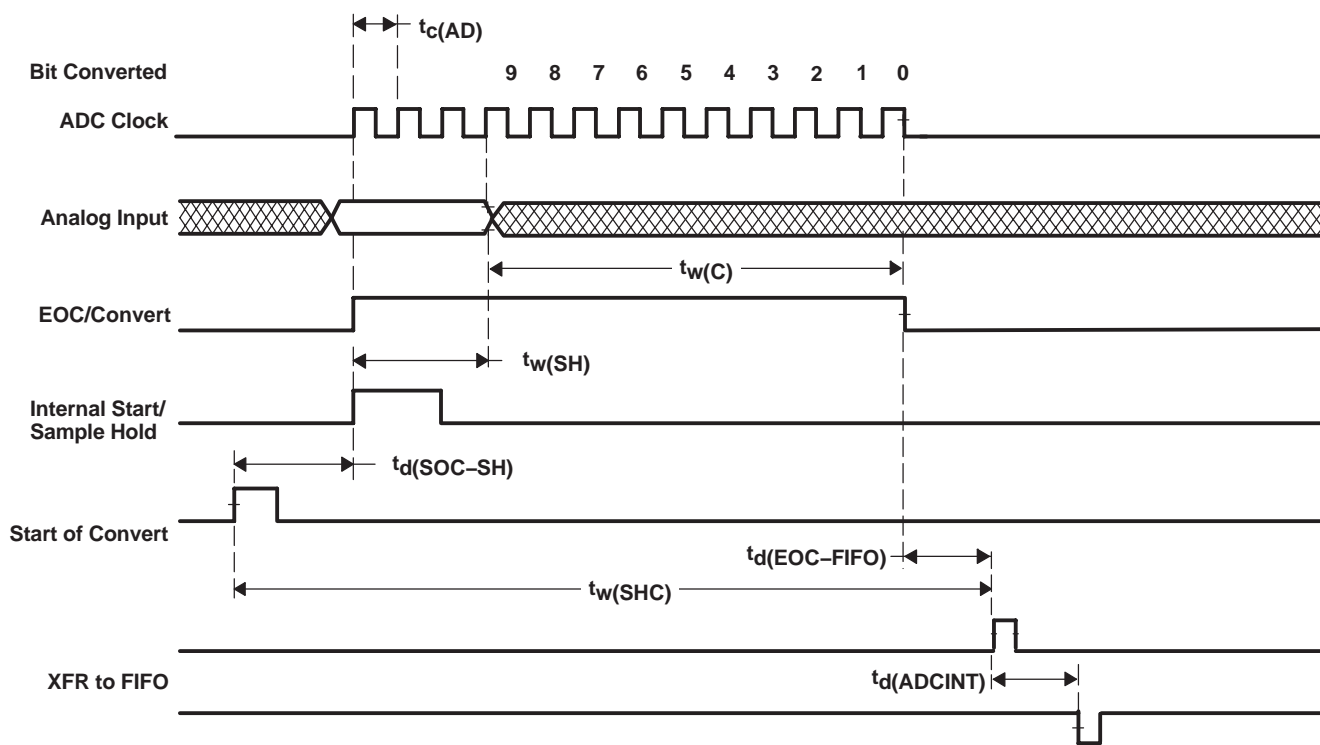 tc(AD)
Bit Converted 9 8 7 6 5 4 3 2 1 0
ADC Clock
Analog Input
tw(C)
EOC/Convert
tw(SH)
Internal Start/
Sample Hold
td(SOC–SH)
Start of Convert
td(EOC–FIFO)
tw(SHC)
XFR to FIFO
td(ADCINT)